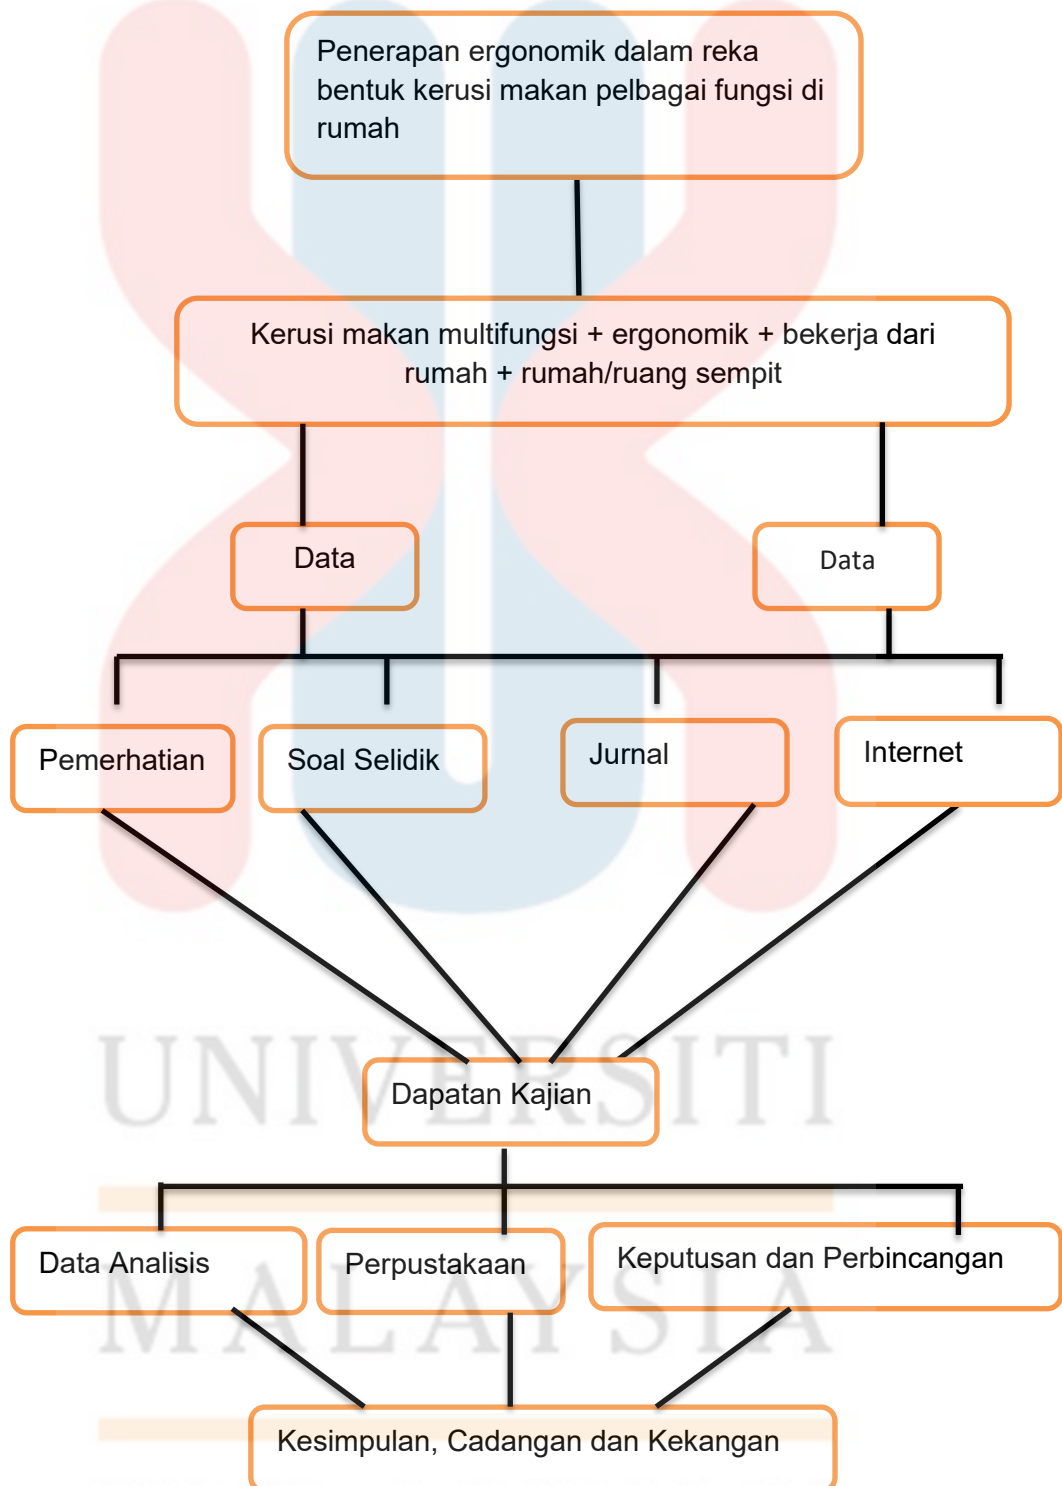 Penerapan ergonomik dalam reka
bentuk kerusi makan pelbagai fungsi di
rumah
Kerusi makan multifungsi + ergonomik + bekerja dari
rumah + rumah/ruang sempit
Data
Data
Pemerhatian
Soal Selidik
Jurnal
Internet
Dapatan Kajian
UNIVERSITI
Data Analisis
Perpustakaan
Keputusan dan Perbincangan
MALAYSIA
Kesimpulan, Cadangan dan Kekangan